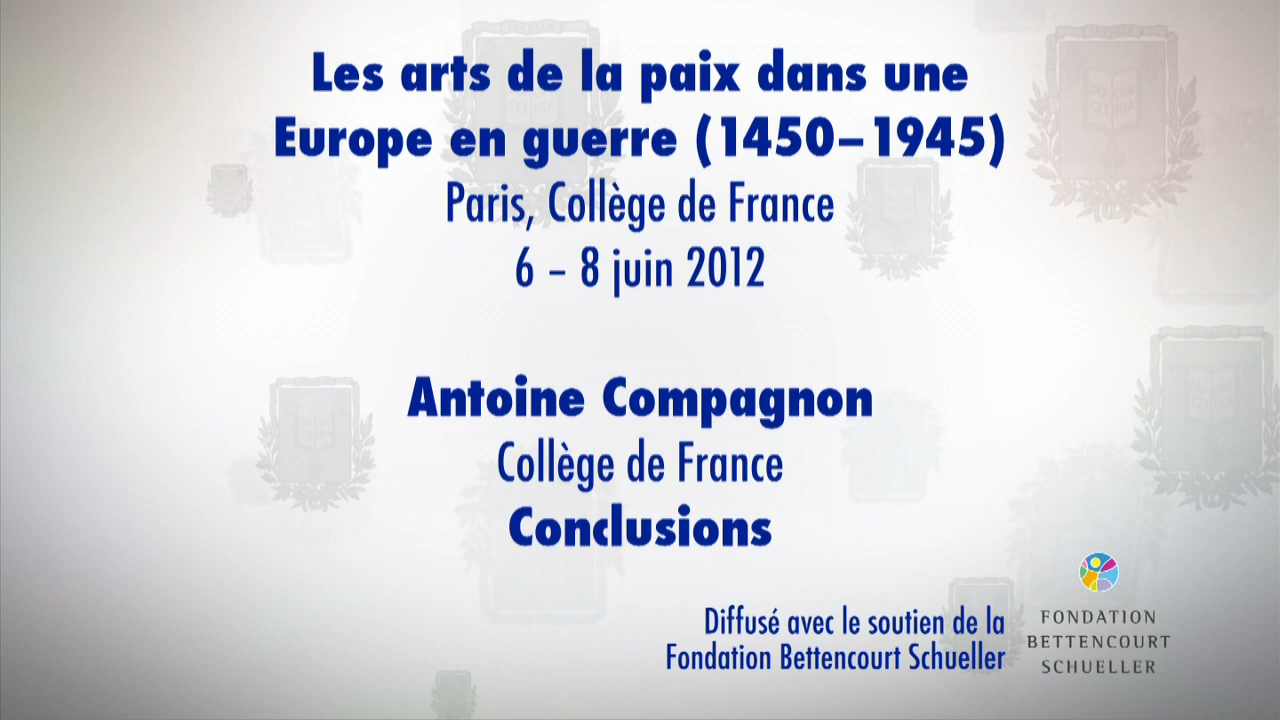 Les arts de la paix dans une
Europe en guerre (1450–1945)
Paris, Collège de France
6 – 8 juin 2012
Antoine Compagnon
Collège de France
Conclusions
Diffusé avec le soutien de la
Fondation Bettencourt Schueller
FONDATION
BETTENCOURT
SCHUELLER